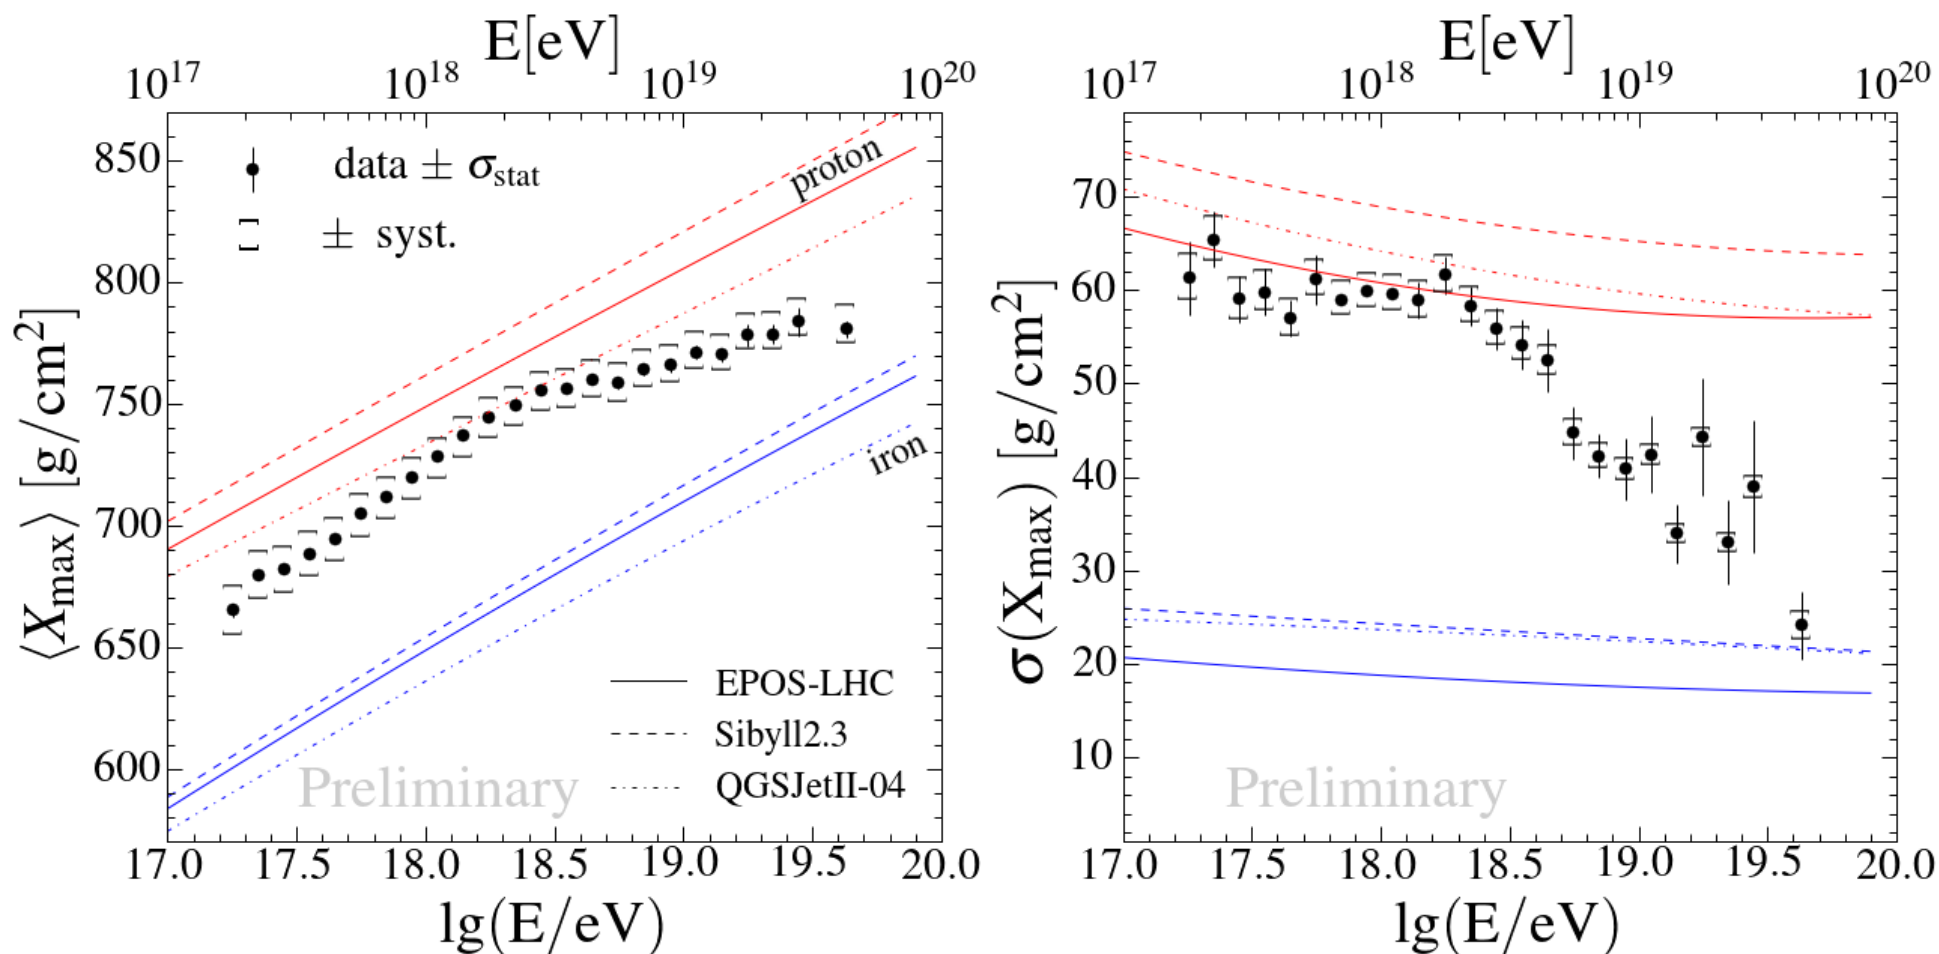 E[eV]
10^17 10^18 10^19 10^20
850
800
750
700
650
600
⟨X_max⟩ [g/cm^2]
data ± σ_stat
± syst.
proton
iron
EPOS-LHC
Sibyll2.3
QGSJetII-04
Preliminary
17.0 17.5 18.0 18.5 19.0 19.5 20.0
lg(E/eV)
E[eV]
10^17 10^18 10^19 10^20
70
60
50
40
30
20
10
σ(X_max) [g/cm^2]
Preliminary
17.0 17.5 18.0 18.5 19.0 19.5 20.0
lg(E/eV)